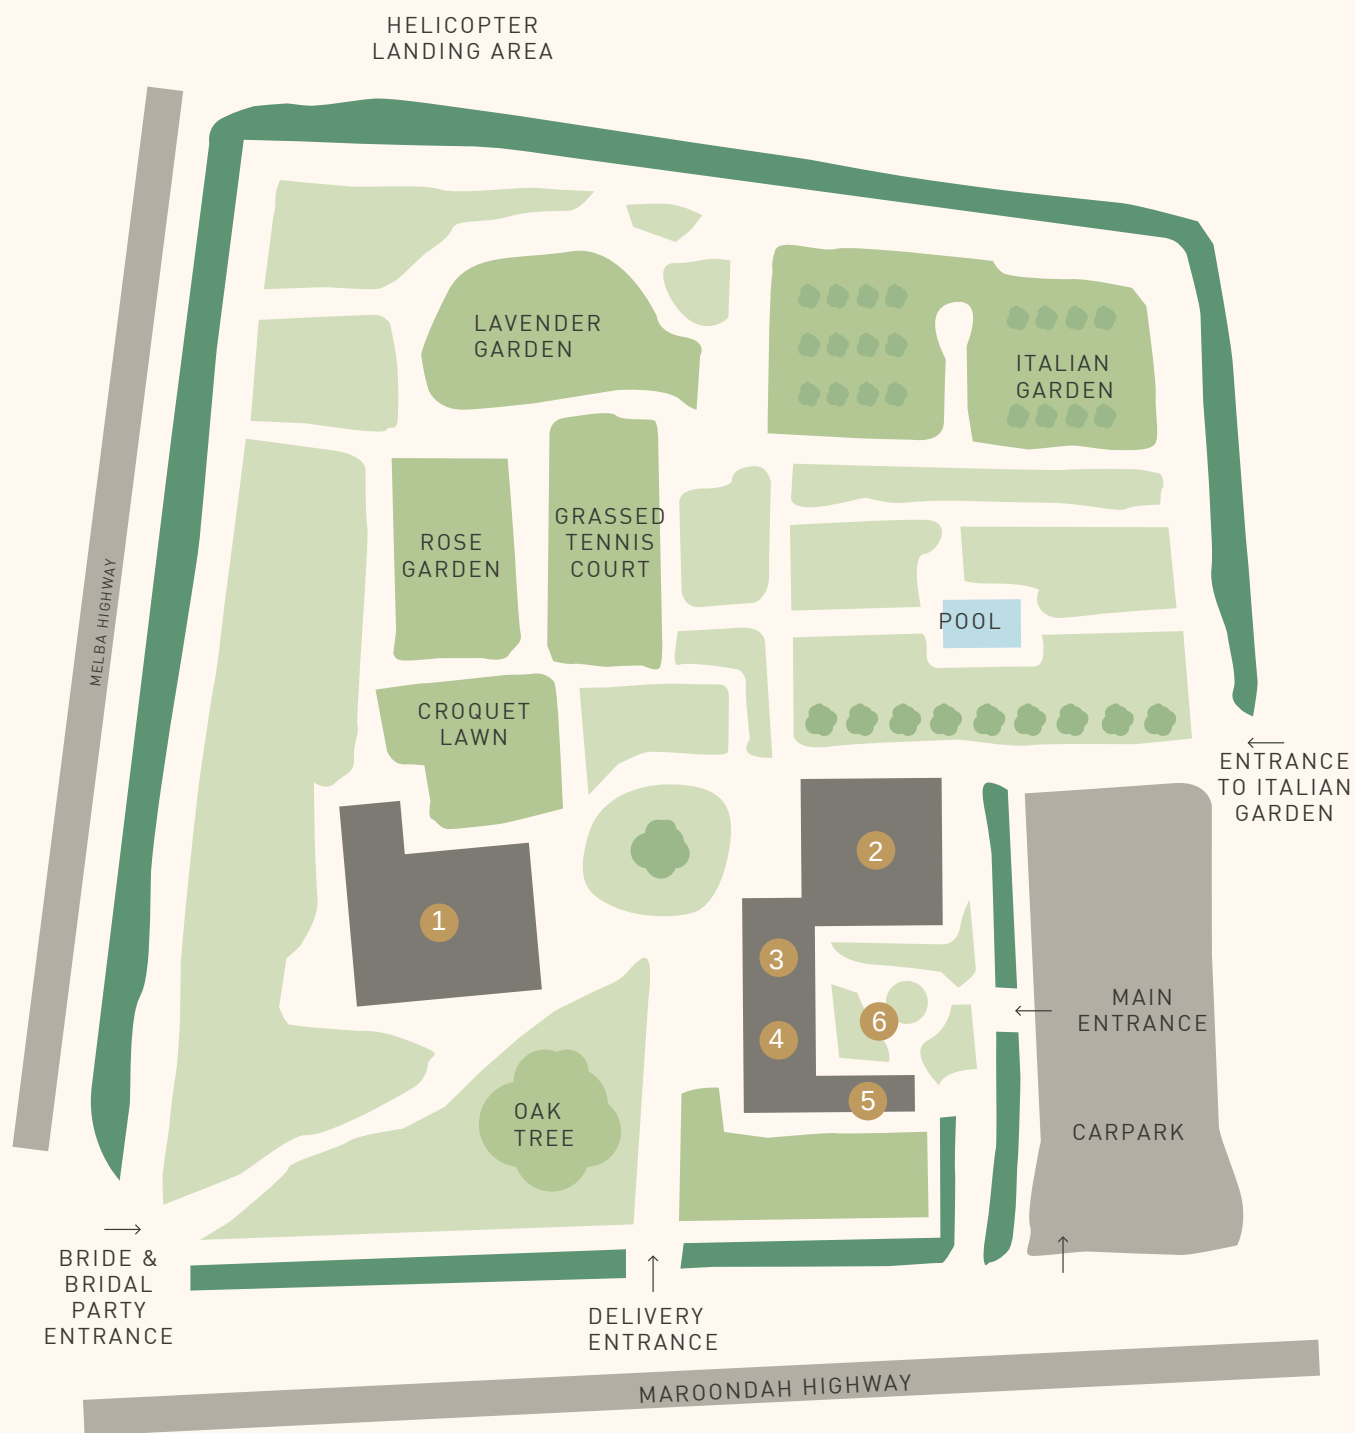 HELICOPTER
LANDING AREA
LAVENDER
GARDEN
ITALIAN
GARDEN
GRASSED
TENNIS
COURT
ROSE
GARDEN
MELBA HIGHWAY
POOL
CROQUET
LAWN
ENTRANCE
TO ITALIAN
GARDEN
2
1
3
MAIN
ENTRANCE
6
4
5
OAK
TREE
CARPARK
BRIDE &
BRIDAL
PARTY
ENTRANCE
DELIVERY
ENTRANCE
MAROONDAH HIGHWAY